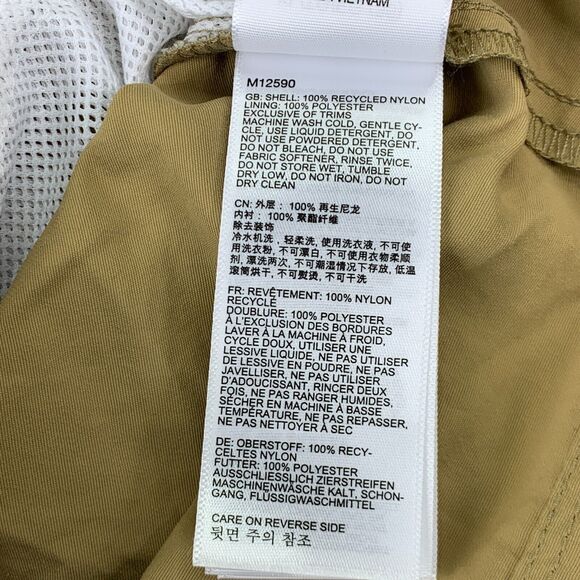 VIETNAM
M12590
GB: SHELL: 100% RECYCLED NYLON
LINING: 100% POLYESTER
EXCLUSIVE OF TRIMS
MACHINE WASH COLD, GENTLE CY-
CLE, USE LIQUID DETERGENT, DO
NOT USE POWDERED DETERGENT, DO
NOT BLEACH, DO NOT USE
FABRIC SOFTENER, RINSE TWICE,
DO NOT STORE WET, TUMBLE
DRY LOW, DO NOT IRON, DO NOT
DRY CLEAN
CN: 外层： 100% 再生尼龙
内衬： 100% 聚酯纤维
除去装饰
冷水机洗，轻柔洗，使用洗衣液，不可使
用洗衣粉，不可漂白，不可使用衣物柔顺
剂，漂洗两次，不可潮湿情况下存放，低温
滚筒烘干，不可熨烫，不可干洗
FR: REVÊTEMENT: 100% NYLON
RECYCLÉ
DOUBLURE: 100% POLYESTER
À L'EXCLUSION DES BORDURES
LAVER À LA MACHINE À FROID,
CYCLE DOUX, UTILISER UNE
LESSIVE LIQUIDE, NE PAS UTILISER
DE LESSIVE EN POUDRE, NE PAS
JAVELLISER, NE PAS UTILISER
D'ADOUCISSANT, RINCER DEUX
FOIS, NE PAS RANGER HUMIDES,
SÉCHER EN MACHINE À BASSE
TEMPÉRATURE, NE PAS REPASSER,
NE PAS NETTOYER À SEC
DE: OBERSTOFF: 100% RECY-
CELTES NYLON
FUTTER: 100% POLYESTER
AUSSCHLIESSLICH ZIERSTREIFEN
MASCHINENWÄSCHE KALT, SCHON-
GANG, FLÜSSIGWASCHMITTEL
CARE ON REVERSE SIDE
뒷면 주의 참조